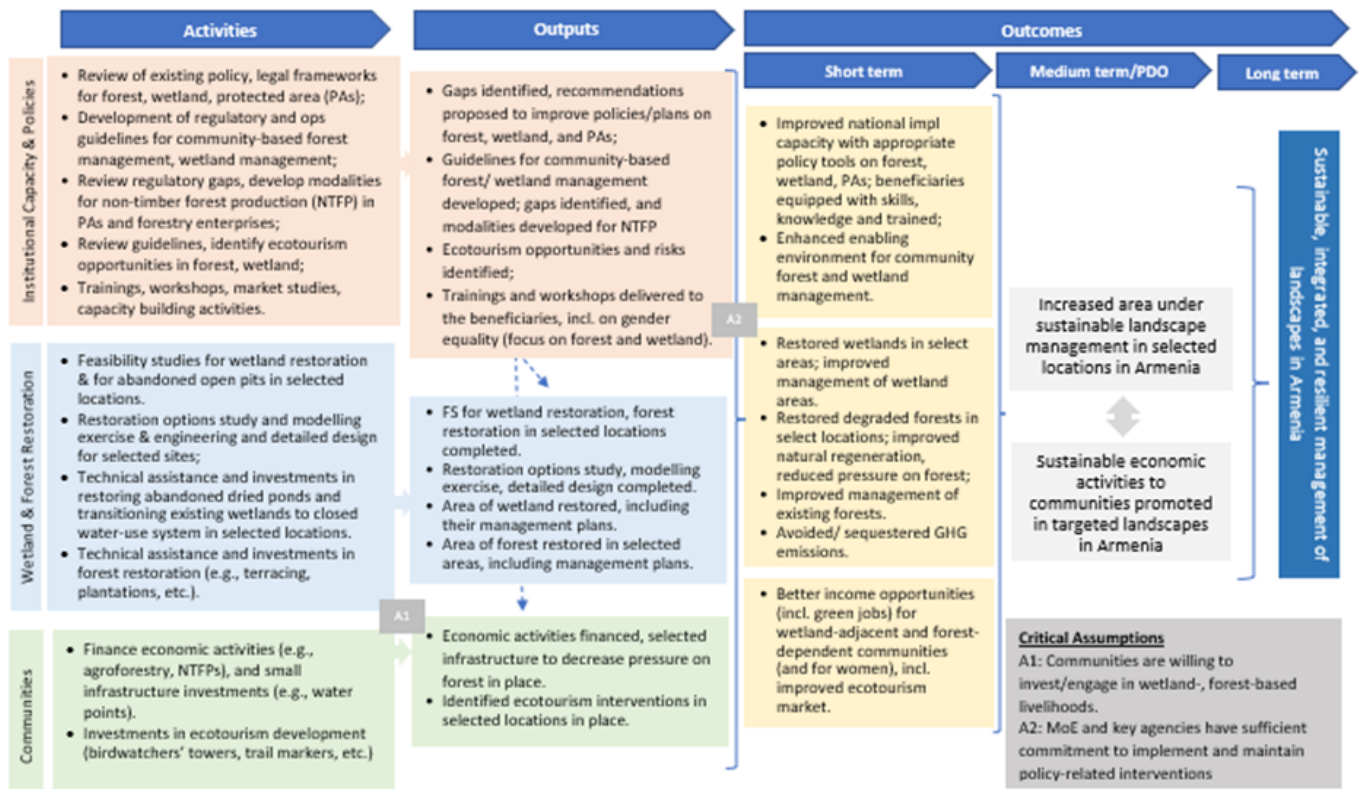 Activities
Outputs
Outcomes
Short term
Medium term/PDO
Long term
Institutional Capacity & Policies
• Review of existing policy, legal frameworks
for forest, wetland, protected area (PAs);
• Development of regulatory and ops
guidelines for community-based forest
management, wetland management;
• Review regulatory gaps, develop modalities
for non-timber forest production (NTFP) in
PAs and forestry enterprises;
• Review guidelines, identify ecotourism
opportunities in forest, wetland;
• Trainings, workshops, market studies,
capacity building activities.
• Gaps identified, recommendations
proposed to improve policies/plans on
forest, wetland, and PAs;
• Guidelines for community-based
forest/ wetland management
developed; gaps identified, and
modalities developed for NTFP
• Ecotourism opportunities and risks
identified;
• Trainings and workshops delivered to
the beneficiaries, incl. on gender
equality (focus on forest and wetland).
A2
• Improved national impl
capacity with appropriate
policy tools on forest,
wetland, PAs; beneficiaries
equipped with skills,
knowledge and trained;
• Enhanced enabling
environment for community
forest and wetland
management.
Wetland & Forest Restoration
• Feasibility studies for wetland restoration
& for abandoned open pits in selected
locations.
• Restoration options study and modelling
exercise & engineering and detailed design
for selected sites;
• Technical assistance and investments in
restoring abandoned dried ponds and
transitioning existing wetlands to closed
water-use system in selected locations.
• Technical assistance and investments in
forest restoration (e.g., terracing,
plantations, etc.).
• FS for wetland restoration, forest
restoration in selected locations
completed.
• Restoration options study, modelling
exercise, detailed design completed.
• Area of wetland restored, including
their management plans.
• Area of forest restored in selected
areas, including management plans.
• Restored wetlands in select
areas; improved
management of wetland
areas.
• Restored degraded forests in
select locations; improved
natural regeneration,
reduced pressure on forest;
• Improved management of
existing forests.
• Avoided/ sequestered GHG
emissions.
A1
Communities
• Finance economic activities (e.g.,
agroforestry, NTFPs), and small
infrastructure investments (e.g., water
points).
• Investments in ecotourism development
(birdwatchers' towers, trail markers, etc.)
• Economic activities financed, selected
infrastructure to decrease pressure on
forest in place.
• Identified ecotourism interventions in
selected locations in place.
• Better income opportunities
(incl. green jobs) for
wetland-adjacent and forest-
dependent communities
(and for women), incl.
improved ecotourism
market.
Increased area under
sustainable landscape
management in selected
locations in Armenia
Sustainable economic
activities to
communities promoted
in targeted landscapes
in Armenia
Sustainable, integrated, and resilient management of
landscapes in Armenia
Critical Assumptions
A1: Communities are willing to
invest/engage in wetland-, forest-based
livelihoods.
A2: MoE and key agencies have sufficient
commitment to implement and maintain
policy-related interventions